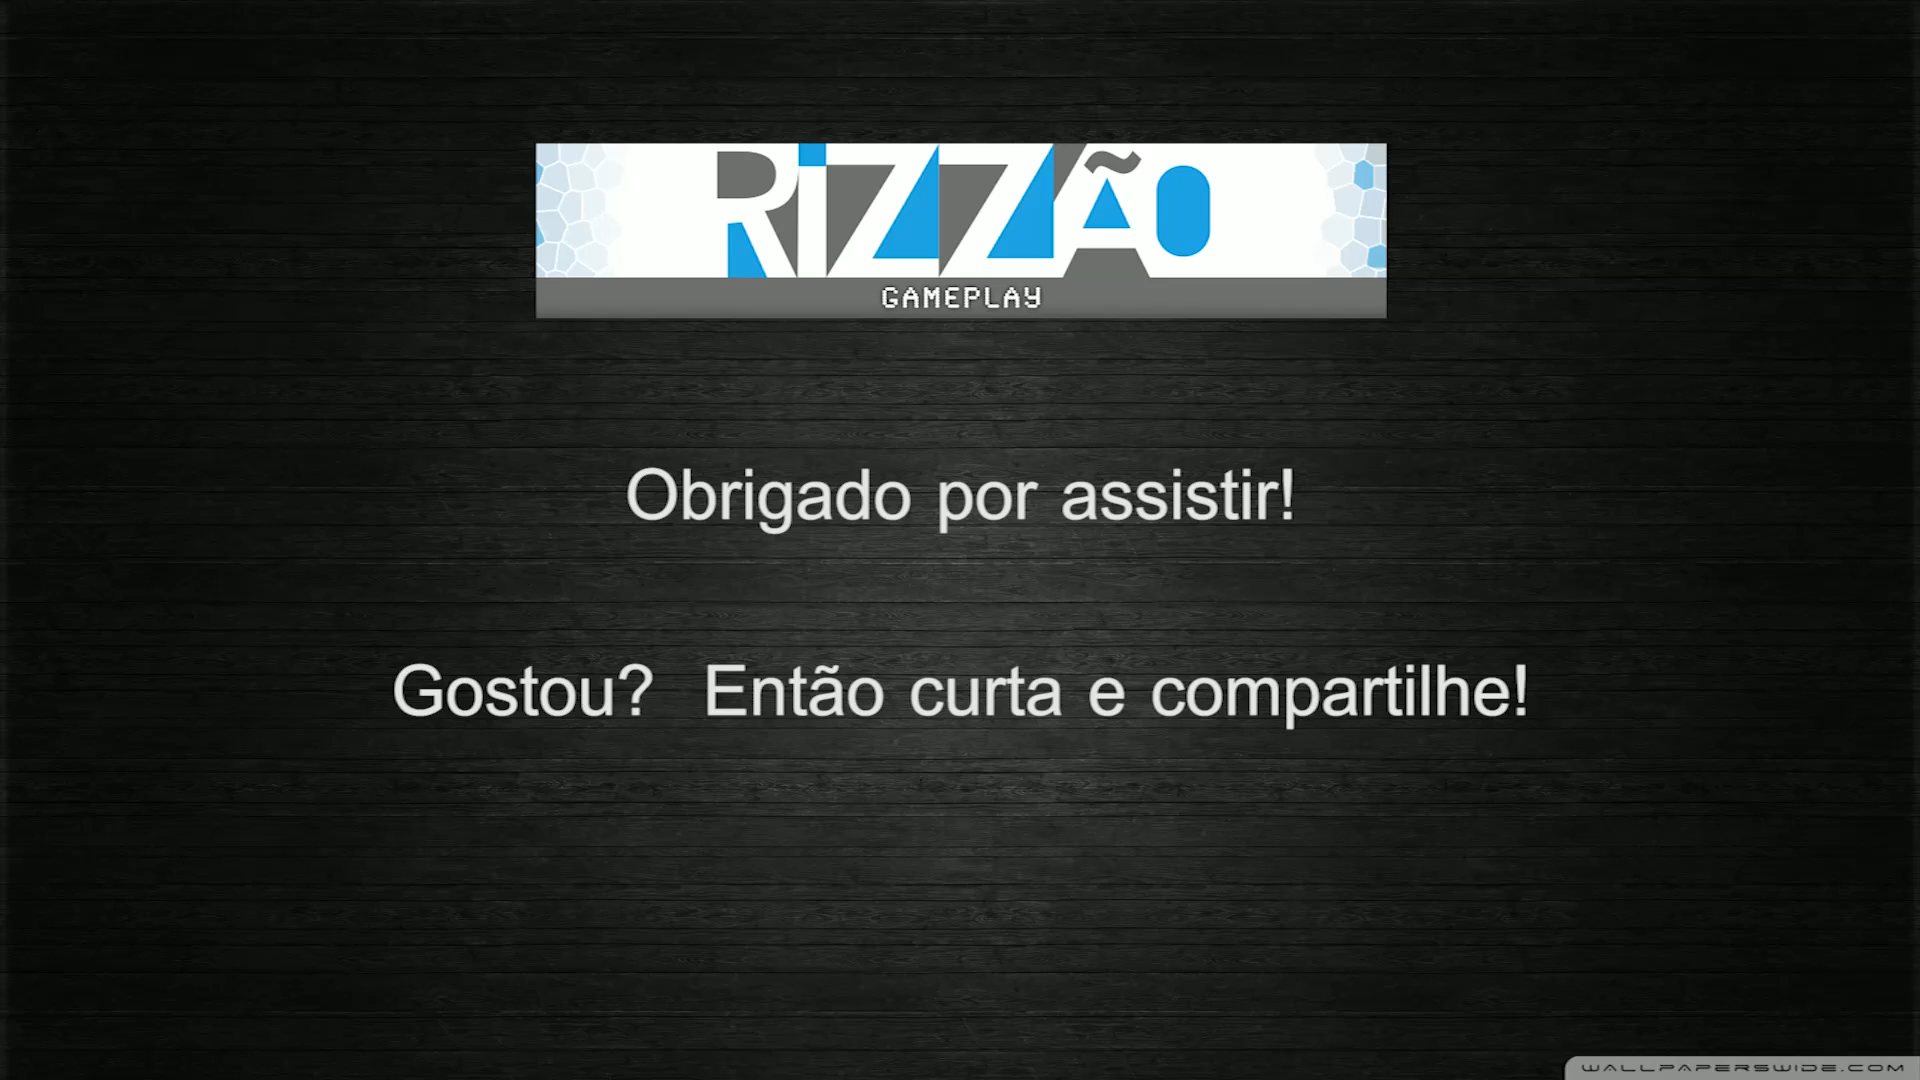 RiZZÃO
GAMEPLAY
Obrigado por assistir!
Gostou? Então curta e compartilhe!
WALLPAPERSWIDE.COM